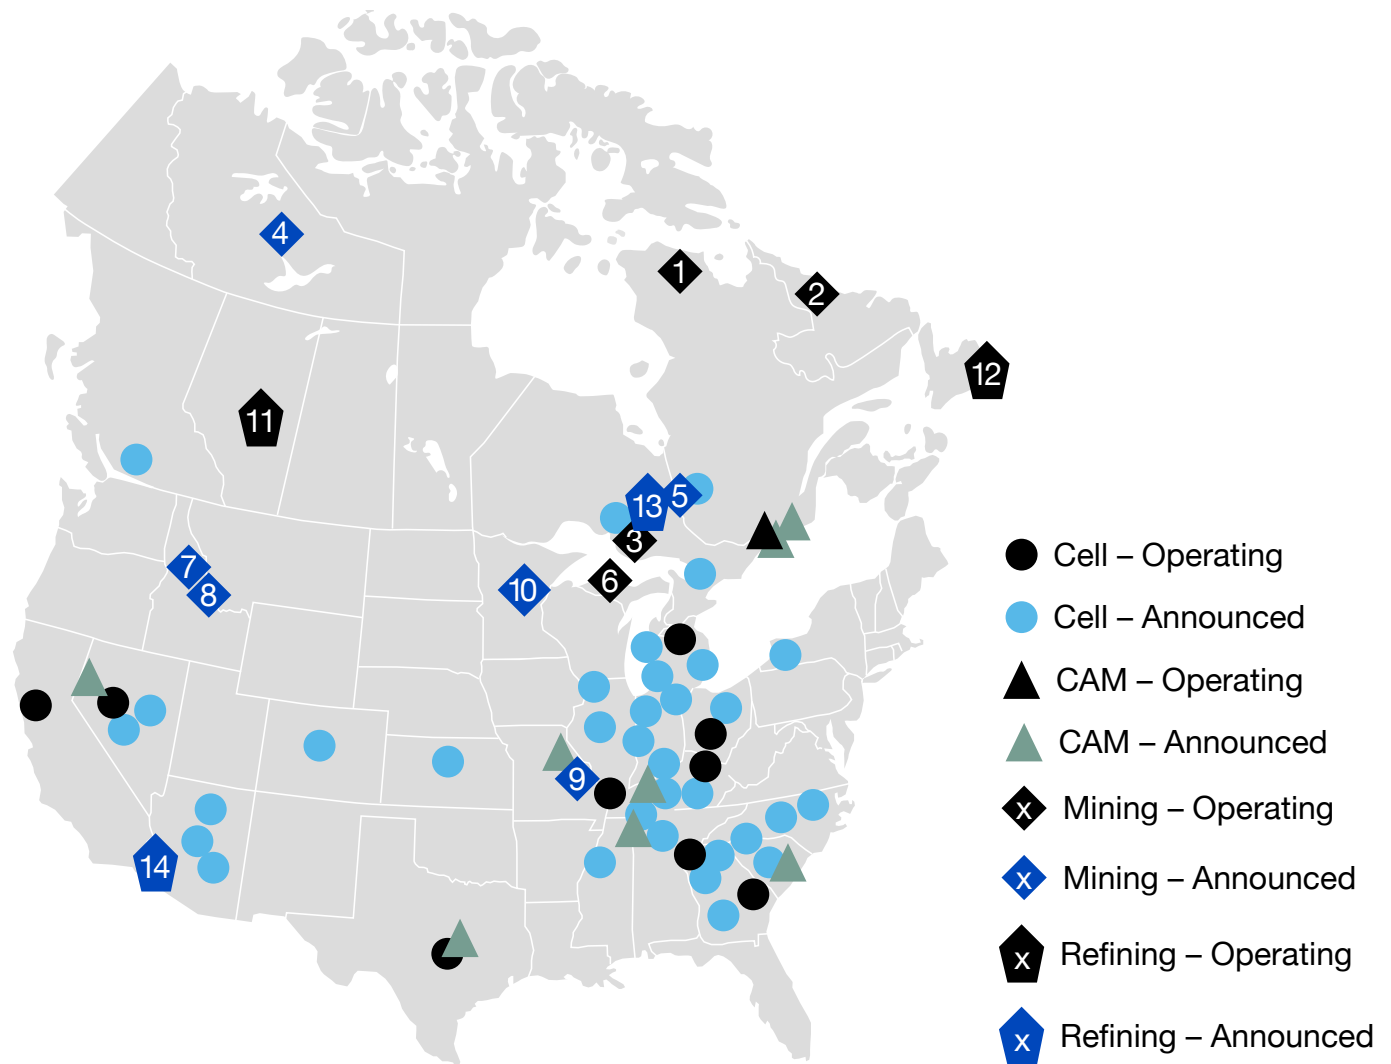 4
1
2
12
11
5
13
3
7
8
10
6
9
14
Cell – Operating
Cell – Announced
CAM – Operating
CAM – Announced
x Mining – Operating
x Mining – Announced
x Refining – Operating
x Refining – Announced